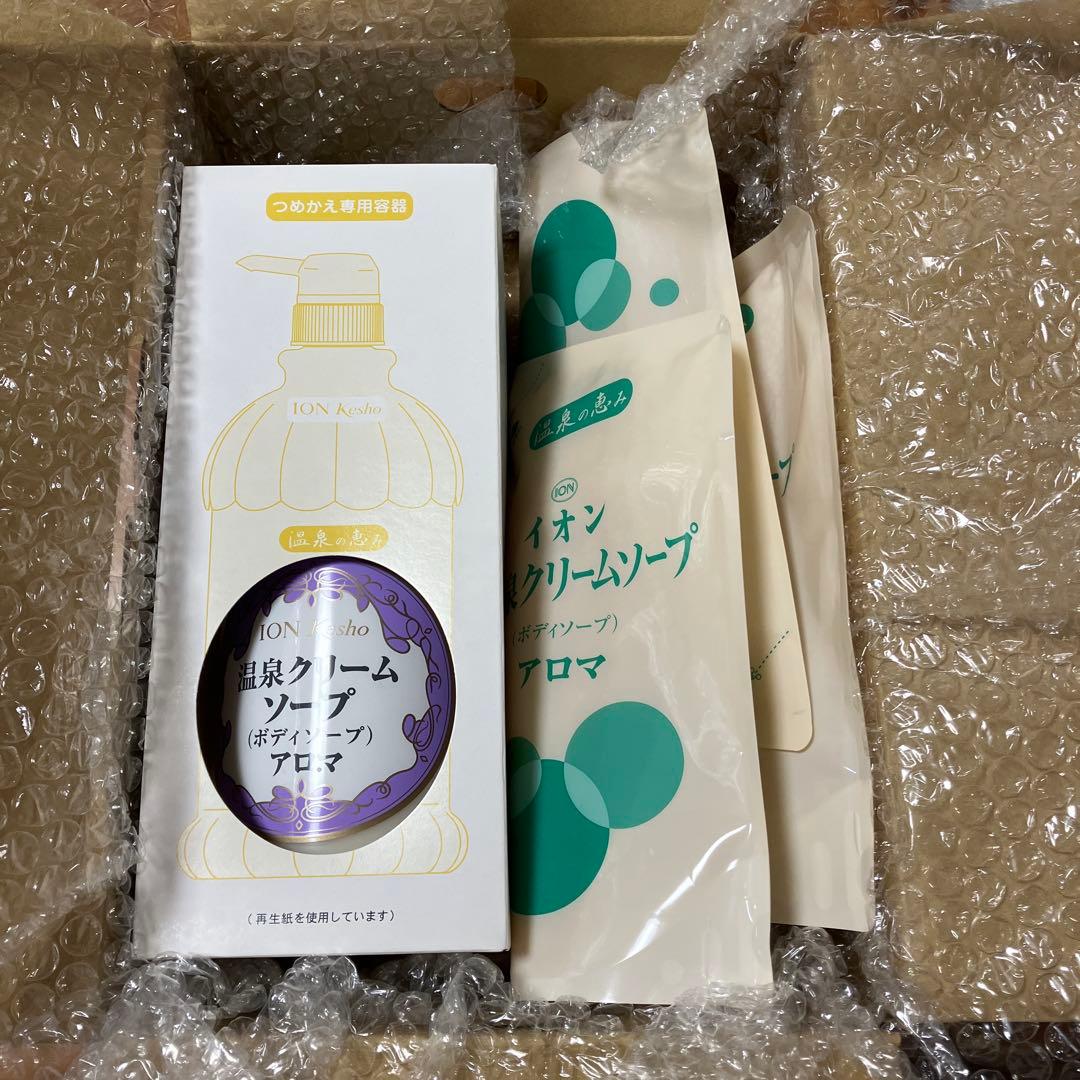 つめかえ専用容器
ION Kesho
温泉の恵み
ION Kesho
温泉クリーム
ソープ
(ボディソープ)
アロマ
(再生紙を使用しています)
温泉の恵み
ION
イオン
泉クリームソープ
(ボディソープ)
アロマ
ープ